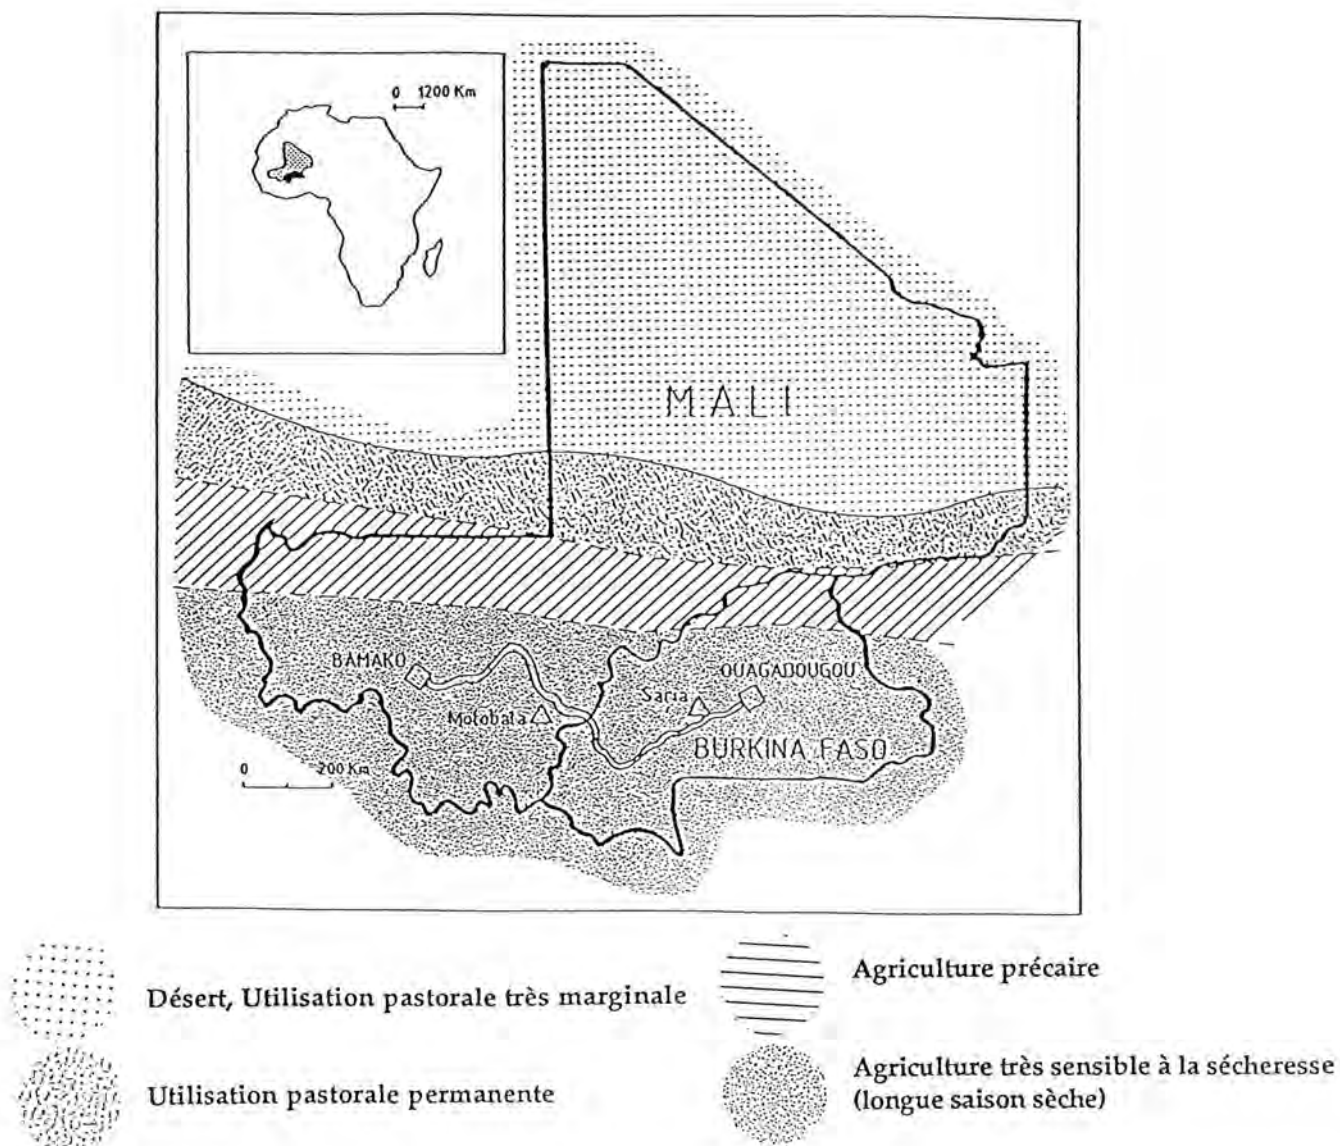 0 1200 Km
MALI
BAMAKO
OUAGADOUGOU
Saria
Molobala
BURKINA FASO
0 200 Km
Désert, Utilisation pastorale très marginale
Agriculture précaire
Utilisation pastorale permanente
Agriculture très sensible à la sécheresse
(longue saison sèche)